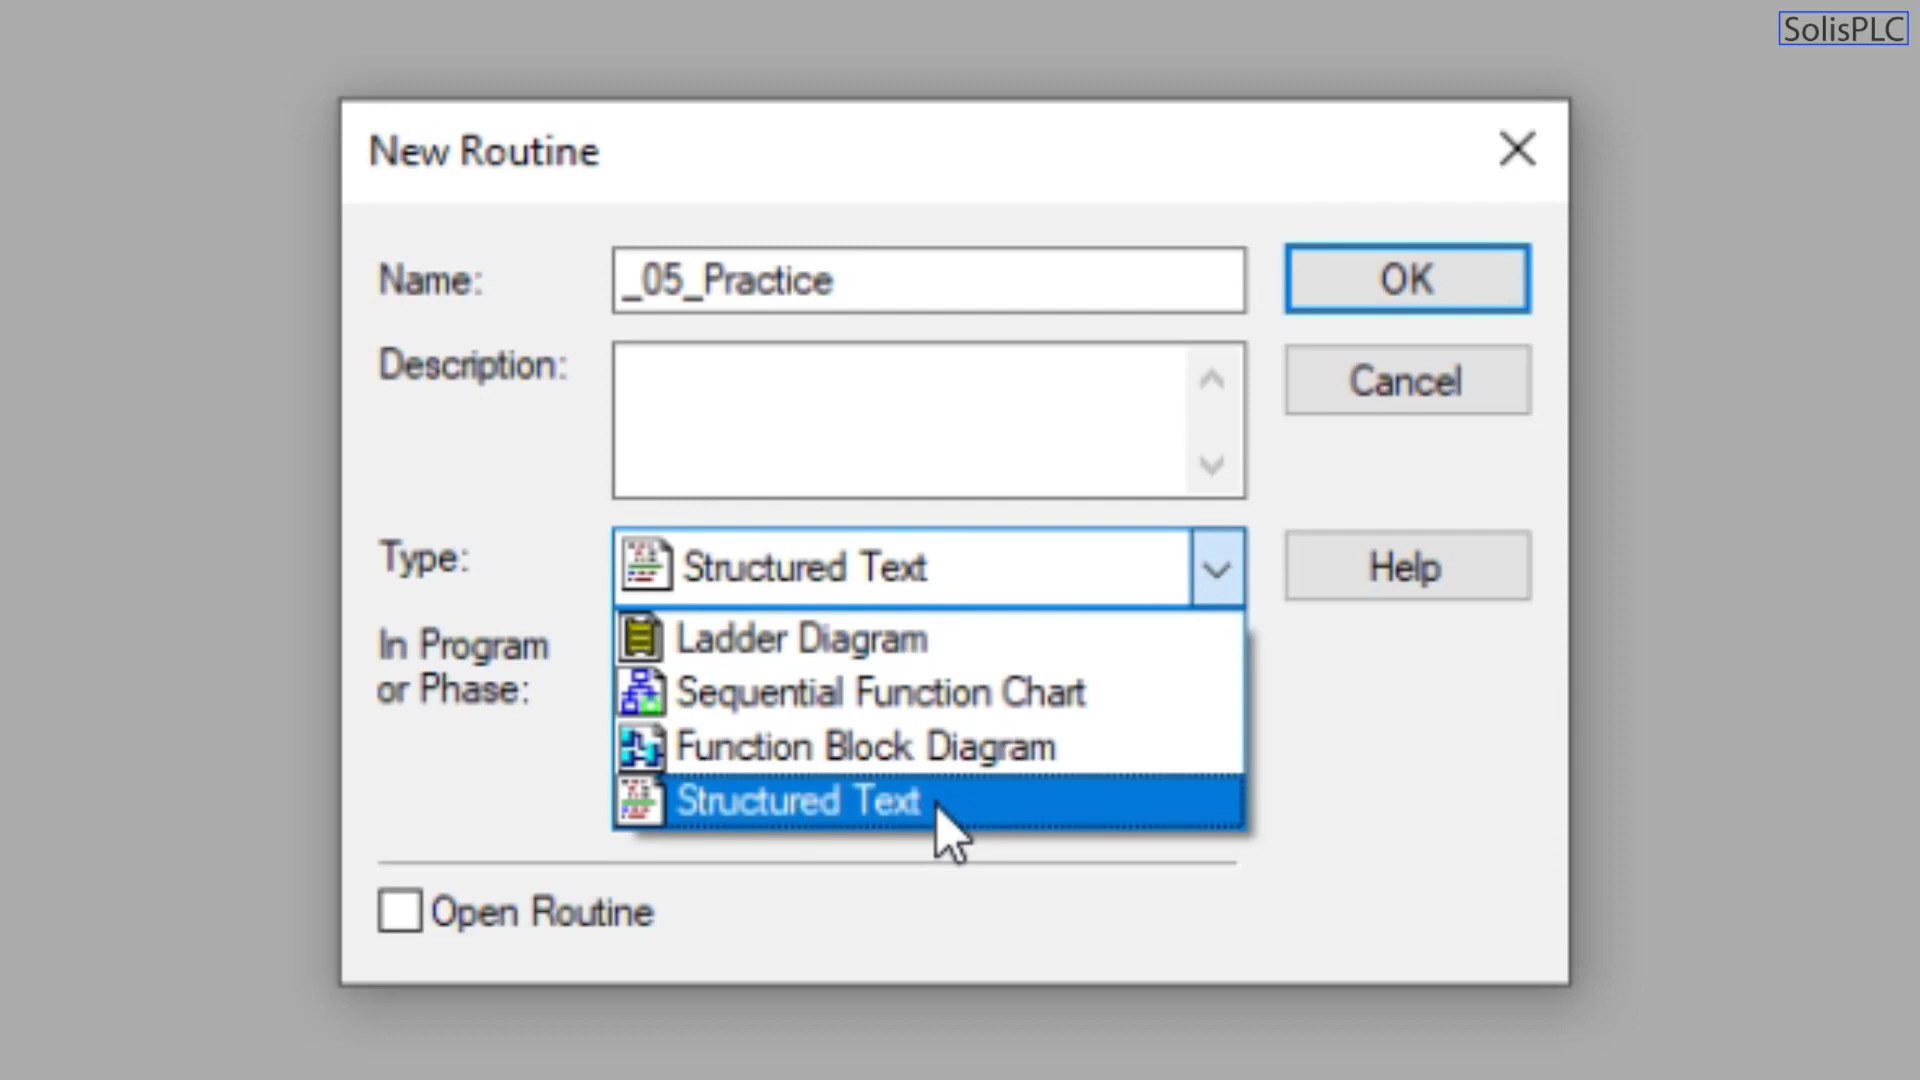 SolisPLC
New Routine
Name:
_05_Practice
OK
Description:
Cancel
Type:
Structured Text
Help
In Program
or Phase:
Ladder Diagram
Sequential Function Chart
Function Block Diagram
Structured Text
Open Routine